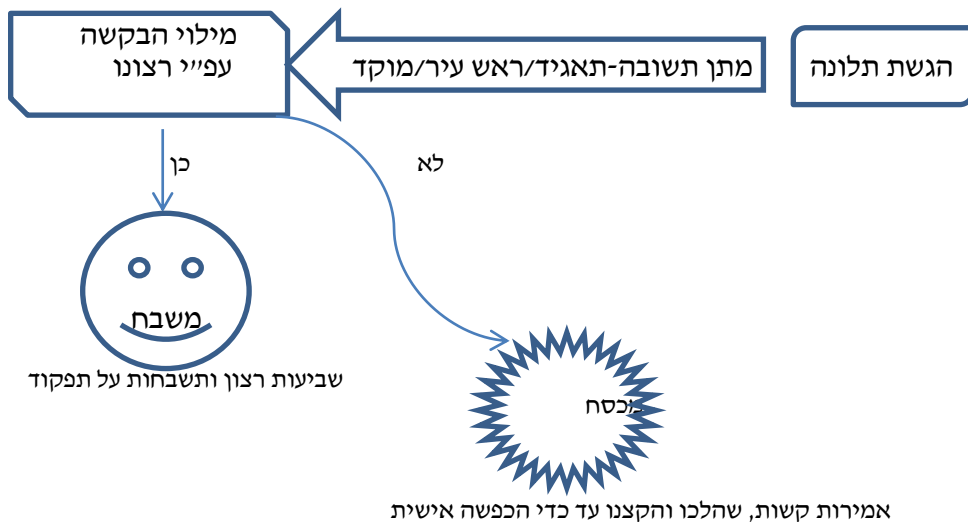 הגשת תלונה
מתן תשובה-תאגיד/ראש עיר/מוקד
מילוי הבקשה
עפ״י רצונו
כן
לא
משבח
שביעות רצון ותשבחות על תפקוד
מכסח
אמירות קשות, שהלכו והקצנו עד כדי הכפשה אישית